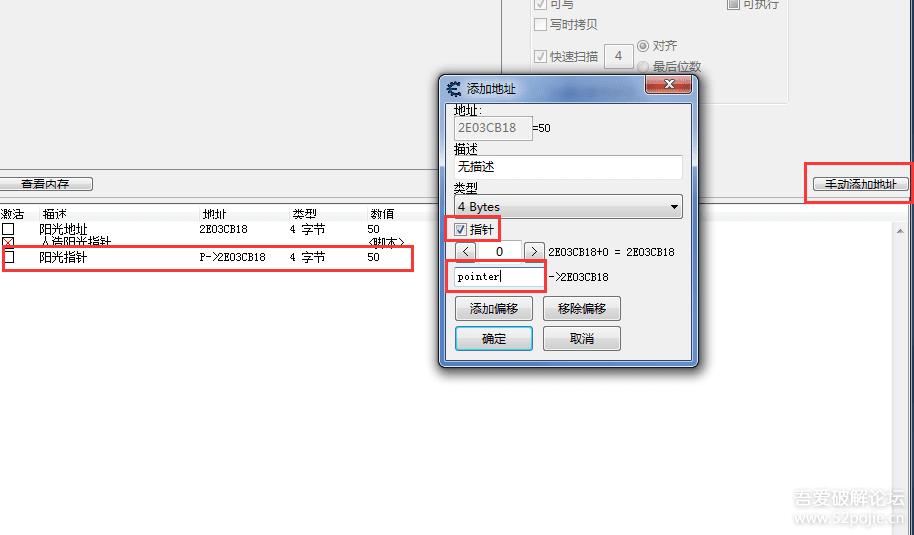 可写
可执行
写时拷贝
快速扫描 4 对齐
最后位数
添加地址
地址:
2E03CB18 =50
描述
无描述
类型
4 Bytes
指针
< 0 > 2E03CB18+0 = 2E03CB18
pointer ->2E03CB18
添加偏移 移除偏移
确定 取消
查看内存 手动添加地址
激活 描述 地址 类型 数值
阳光地址 2E03CB18 4 字节 50
人造阳光指针 <脚本>
阳光指针 P->2E03CB18 4 字节 50
吾爱破解论坛
www.52pojie.cn